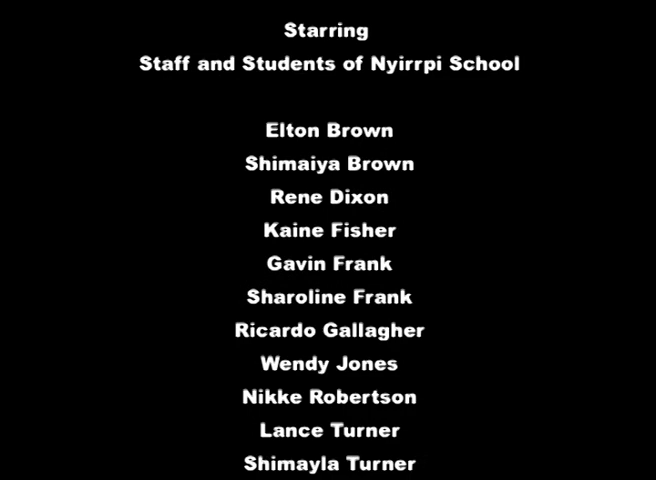 Starring
Staff and Students of Nyirrpi School
Elton Brown
Shimaiya Brown
Rene Dixon
Kaine Fisher
Gavin Frank
Sharoline Frank
Ricardo Gallagher
Wendy Jones
Nikke Robertson
Lance Turner
Shimayla Turner